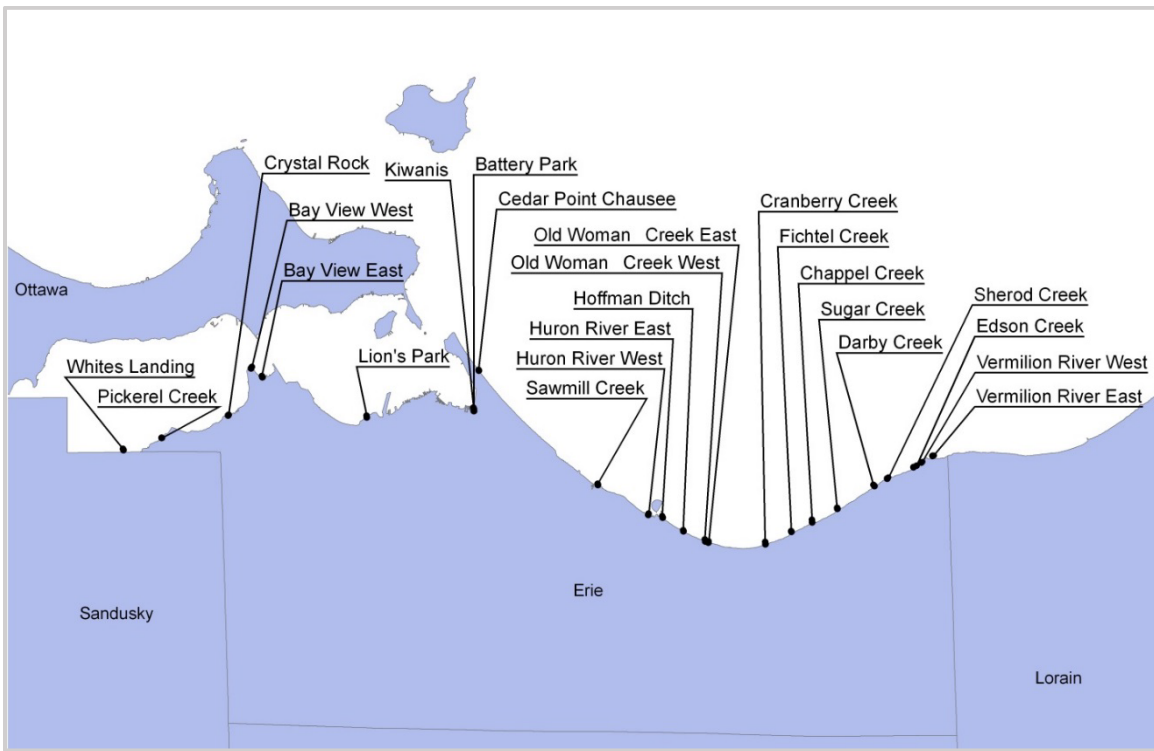 Crystal Rock
Kiwanis
Battery Park
Bay View West
Cedar Point Chausee
Cranberry Creek
Old Woman Creek East
Fichtel Creek
Old Woman Creek West
Bay View East
Chappel Creek
Ottawa
Hoffman Ditch
Sherod Creek
Sugar Creek
Huron River East
Edson Creek
Darby Creek
Lion's Park
Whites Landing
Huron River West
Vermilion River West
Sawmill Creek
Pickerel Creek
Vermilion River East
Erie
Sandusky
Lorain